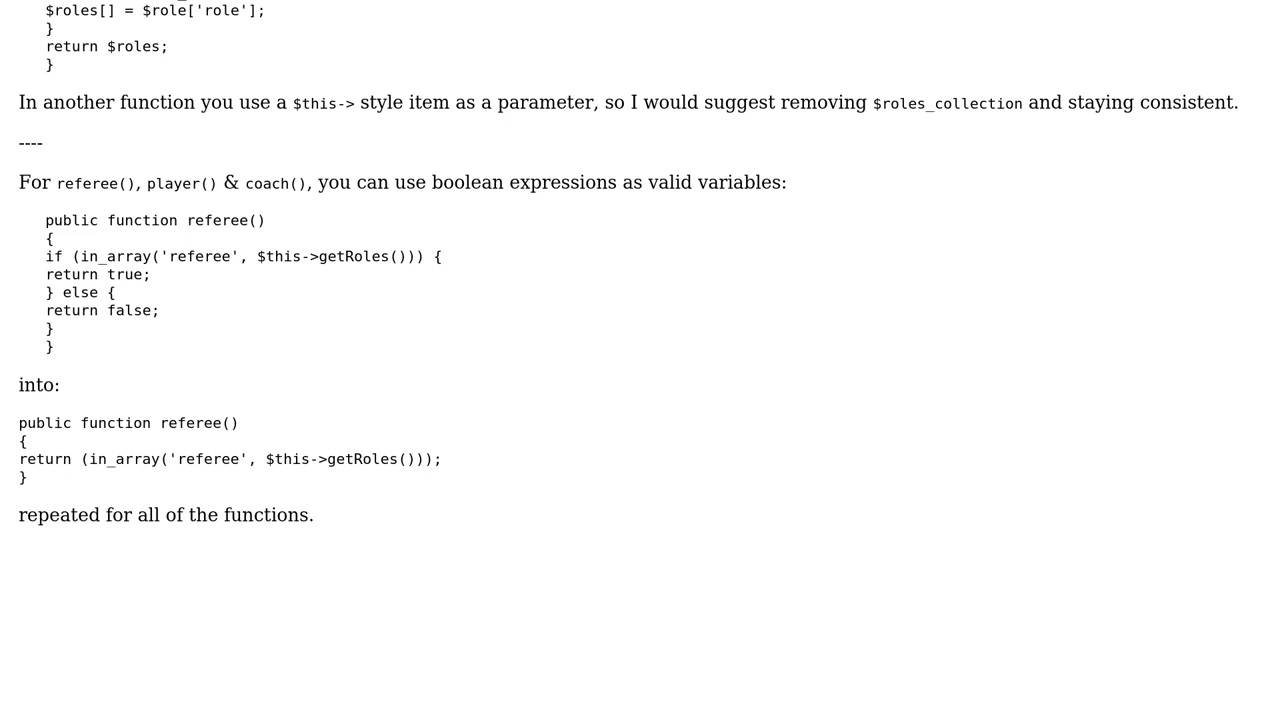 $roles[] = $role['role'];
}
return $roles;
}
In another function you use a $this-> style item as a parameter, so I would suggest removing $roles_collection and staying consistent.
----
For referee(), player() & coach(), you can use boolean expressions as valid variables:
public function referee()
{
if (in_array('referee', $this->getRoles())) {
return true;
} else {
return false;
}
}
into:
public function referee()
{
return (in_array('referee', $this->getRoles()));
}
repeated for all of the functions.